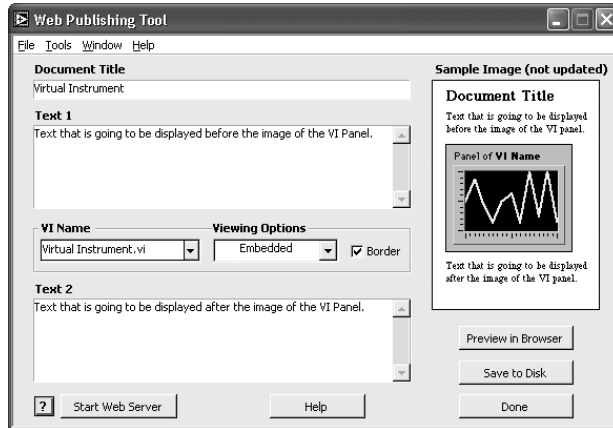 Web Publishing Tool
File Tools Window Help
Document Title
Virtual Instrument
Text 1
Text that is going to be displayed before the image of the VI Panel.
VI Name
Viewing Options
Virtual Instrument.vi
Embedded
Border
Text 2
Text that is going to be displayed after the image of the VI Panel.
? Start Web Server
Help
Sample Image (not updated)
Document Title
Text that is going to be displayed
before the image of the VI panel.
Panel of VI Name
Text that is going to be displayed
after the image of the VI panel.
Preview in Browser
Save to Disk
Done